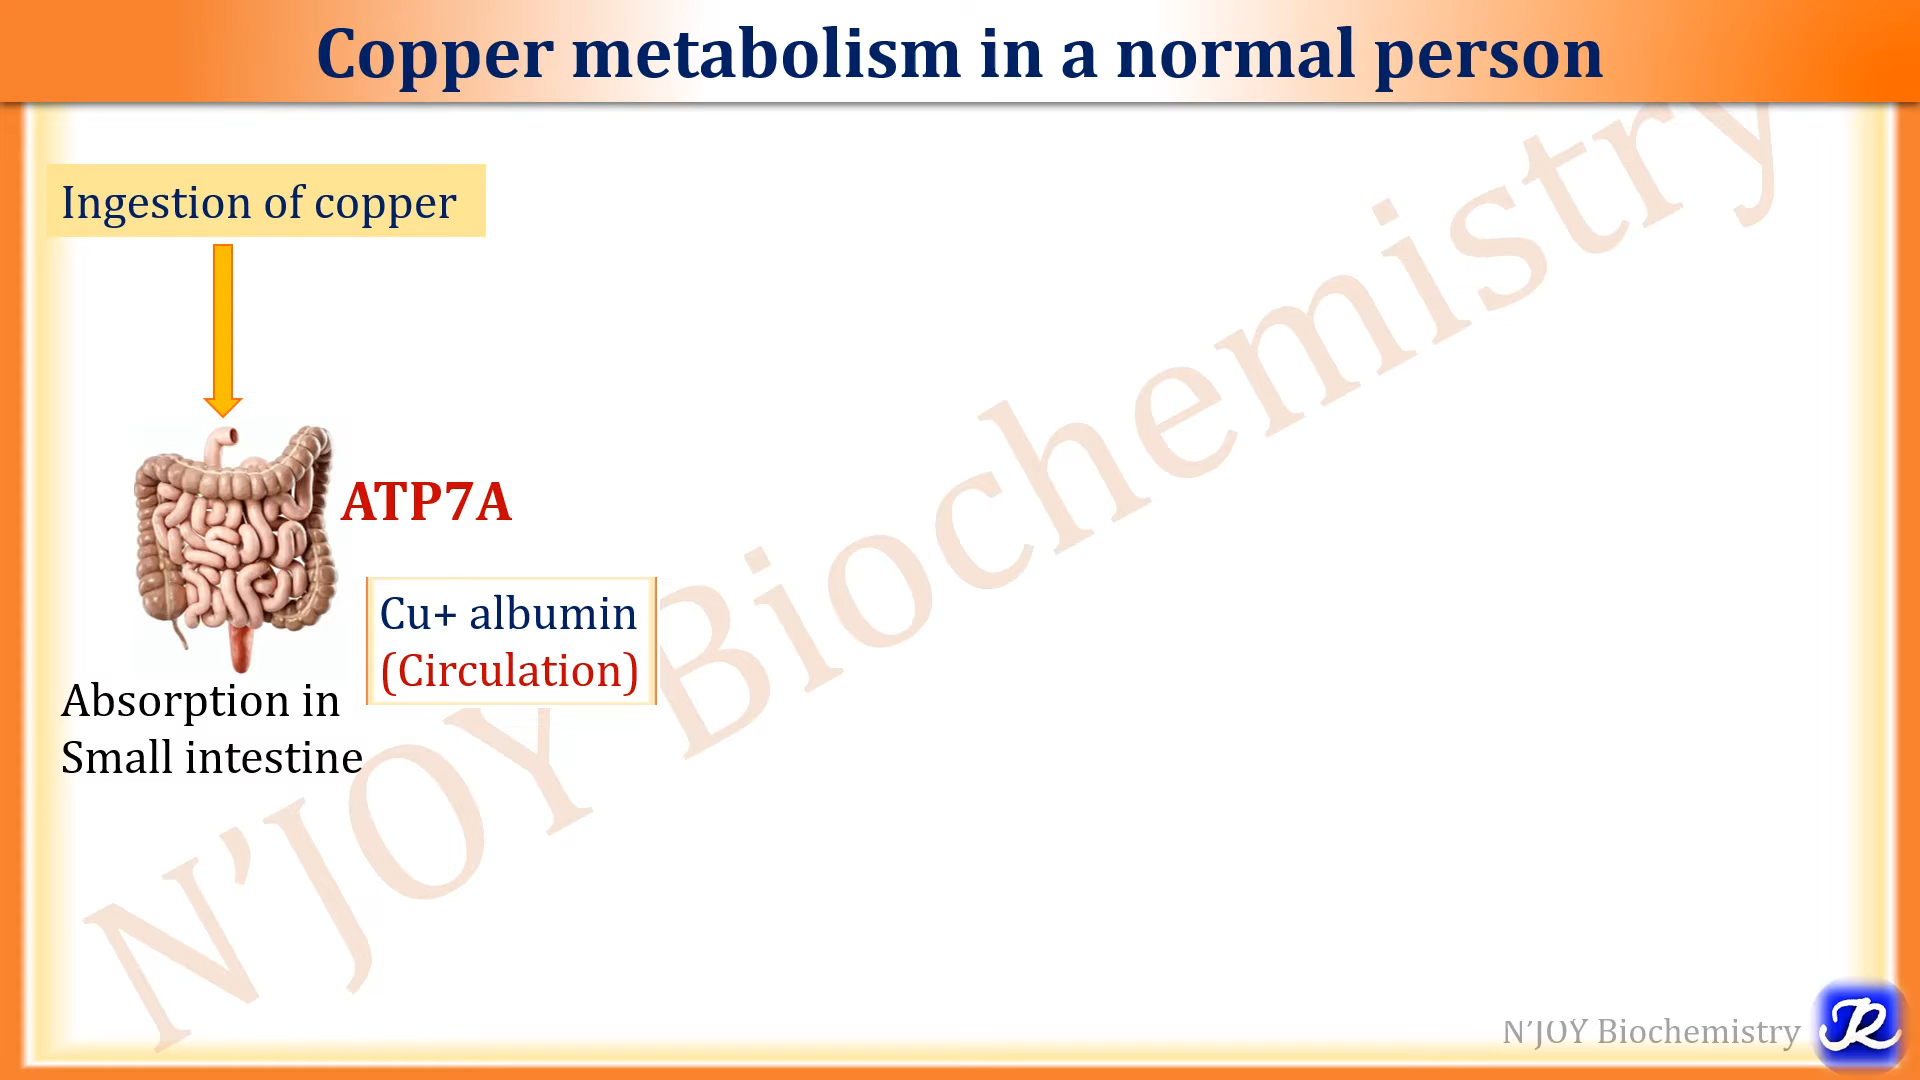 Copper metabolism in a normal person
Ingestion of copper
ATP7A
Cu+ albumin
(Circulation)
Absorption in
Small intestine
N'JOY Biochemistry
N'JOY Biochemistry
JR